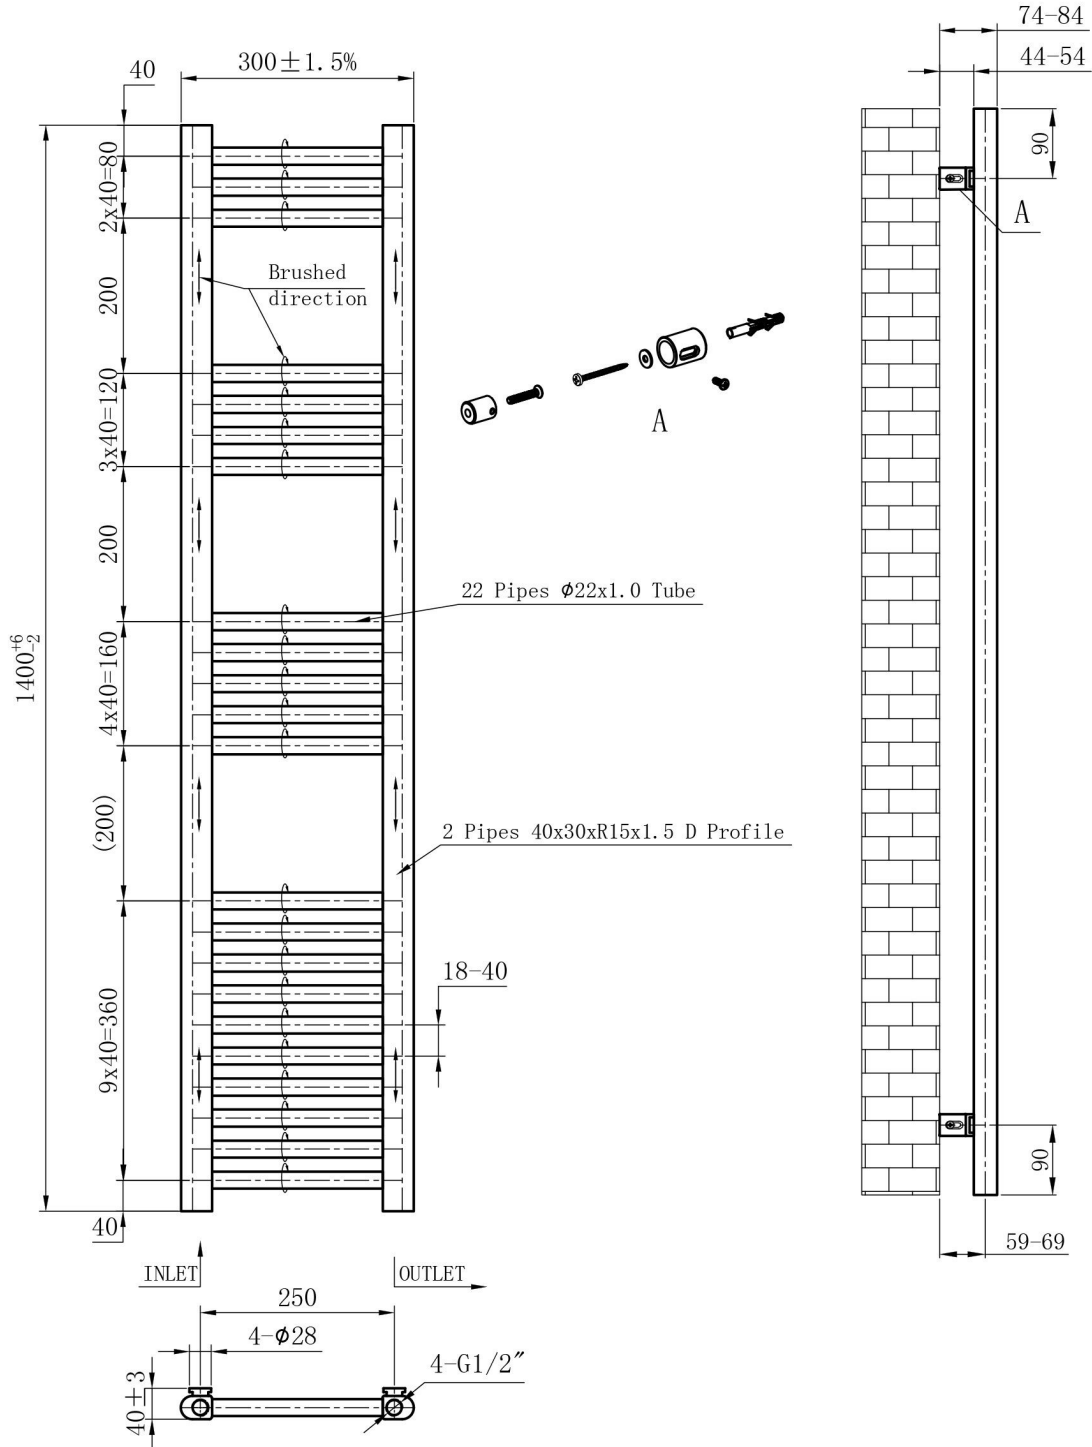 74-84
300±1.5%
44-54
40
90
2x40=80
A
Brushed
direction
200
3x40=120
A
200
22 Pipes Ø22x1.0 Tube
1400 +6 -2
4x40=160
(200)
2 Pipes 40x30xR15x1.5 D Profile
18-40
9x40=360
90
40
59-69
INLET
OUTLET
250
4-Ø28
4-G1/2″
40±3